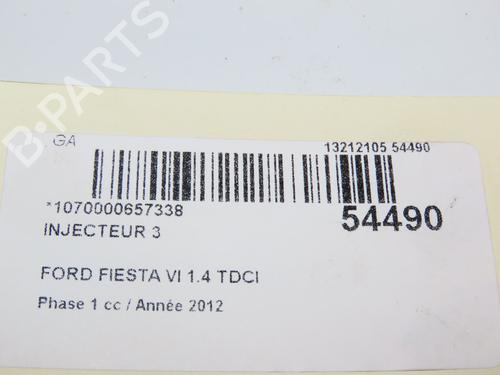 B-PARTS
GA
13212105 54490
*1070000657338
54490
INJECTEUR 3
FORD FIESTA VI 1.4 TDCI
Phase 1 cc / Année 2012